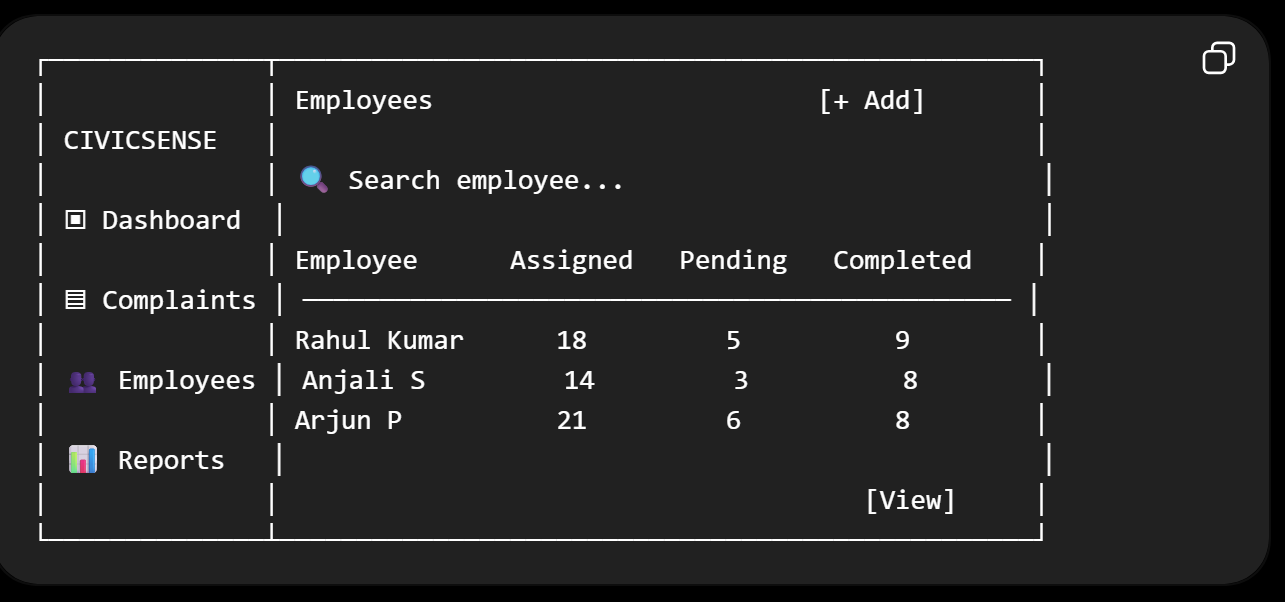 Employees [+ Add]
CIVICSENSE
🔍 Search employee...
▣ Dashboard
Employee Assigned Pending Completed
▤ Complaints
Rahul Kumar 18 5 9
👥 Employees Anjali S 14 3 8
Arjun P 21 6 8
📊 Reports
[View]